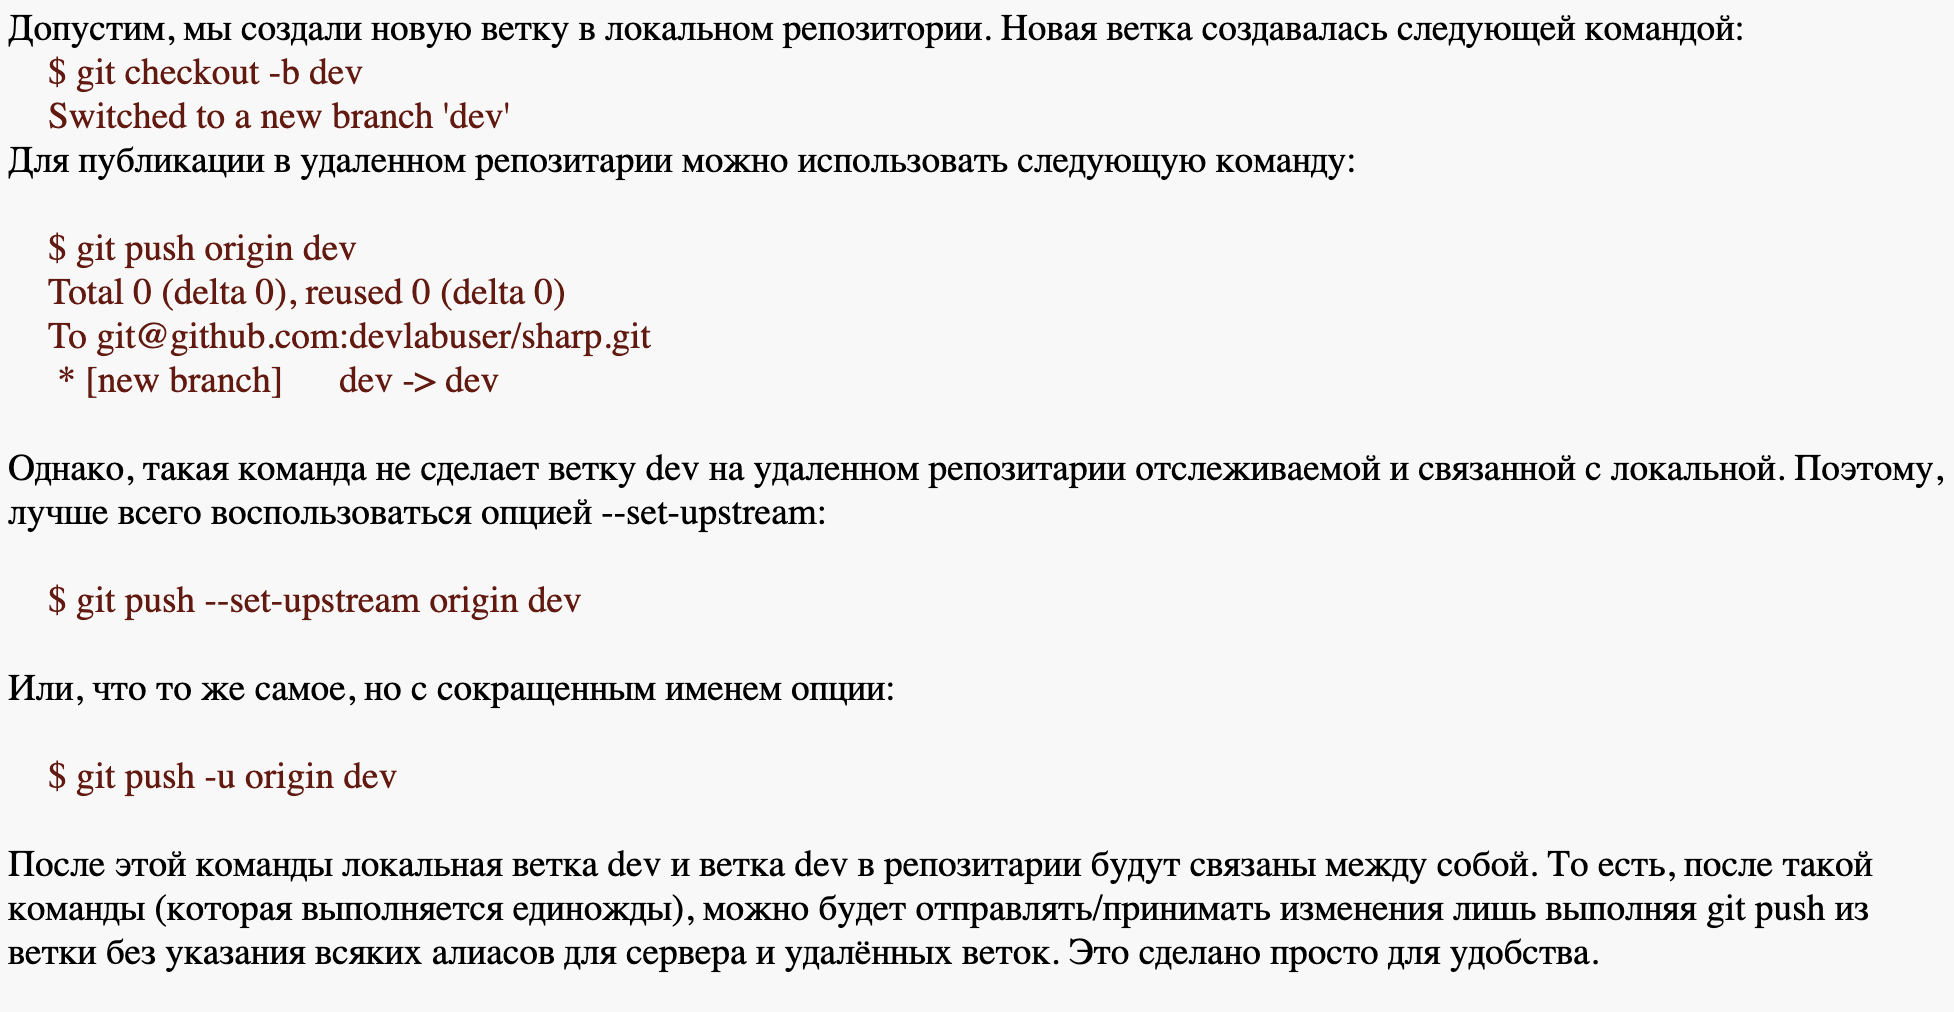 Допустим, мы создали новую ветку в локальном репозитории. Новая ветка создавалась следующей командой:
$ git checkout -b dev
Switched to a new branch 'dev'
Для публикации в удаленном репозитарии можно использовать следующую команду:
$ git push origin dev
Total 0 (delta 0), reused 0 (delta 0)
To git@github.com:devlabuser/sharp.git
* [new branch]      dev -> dev
Однако, такая команда не сделает ветку dev на удаленном репозитарии отслеживаемой и связанной с локальной. Поэтому,
лучше всего воспользоваться опцией --set-upstream:
$ git push --set-upstream origin dev
Или, что то же самое, но с сокращенным именем опции:
$ git push -u origin dev
После этой команды локальная ветка dev и ветка dev в репозитарии будут связаны между собой. То есть, после такой
команды (которая выполняется единожды), можно будет отправлять/принимать изменения лишь выполняя git push из
ветки без указания всяких алиасов для сервера и удалённых веток. Это сделано просто для удобства.